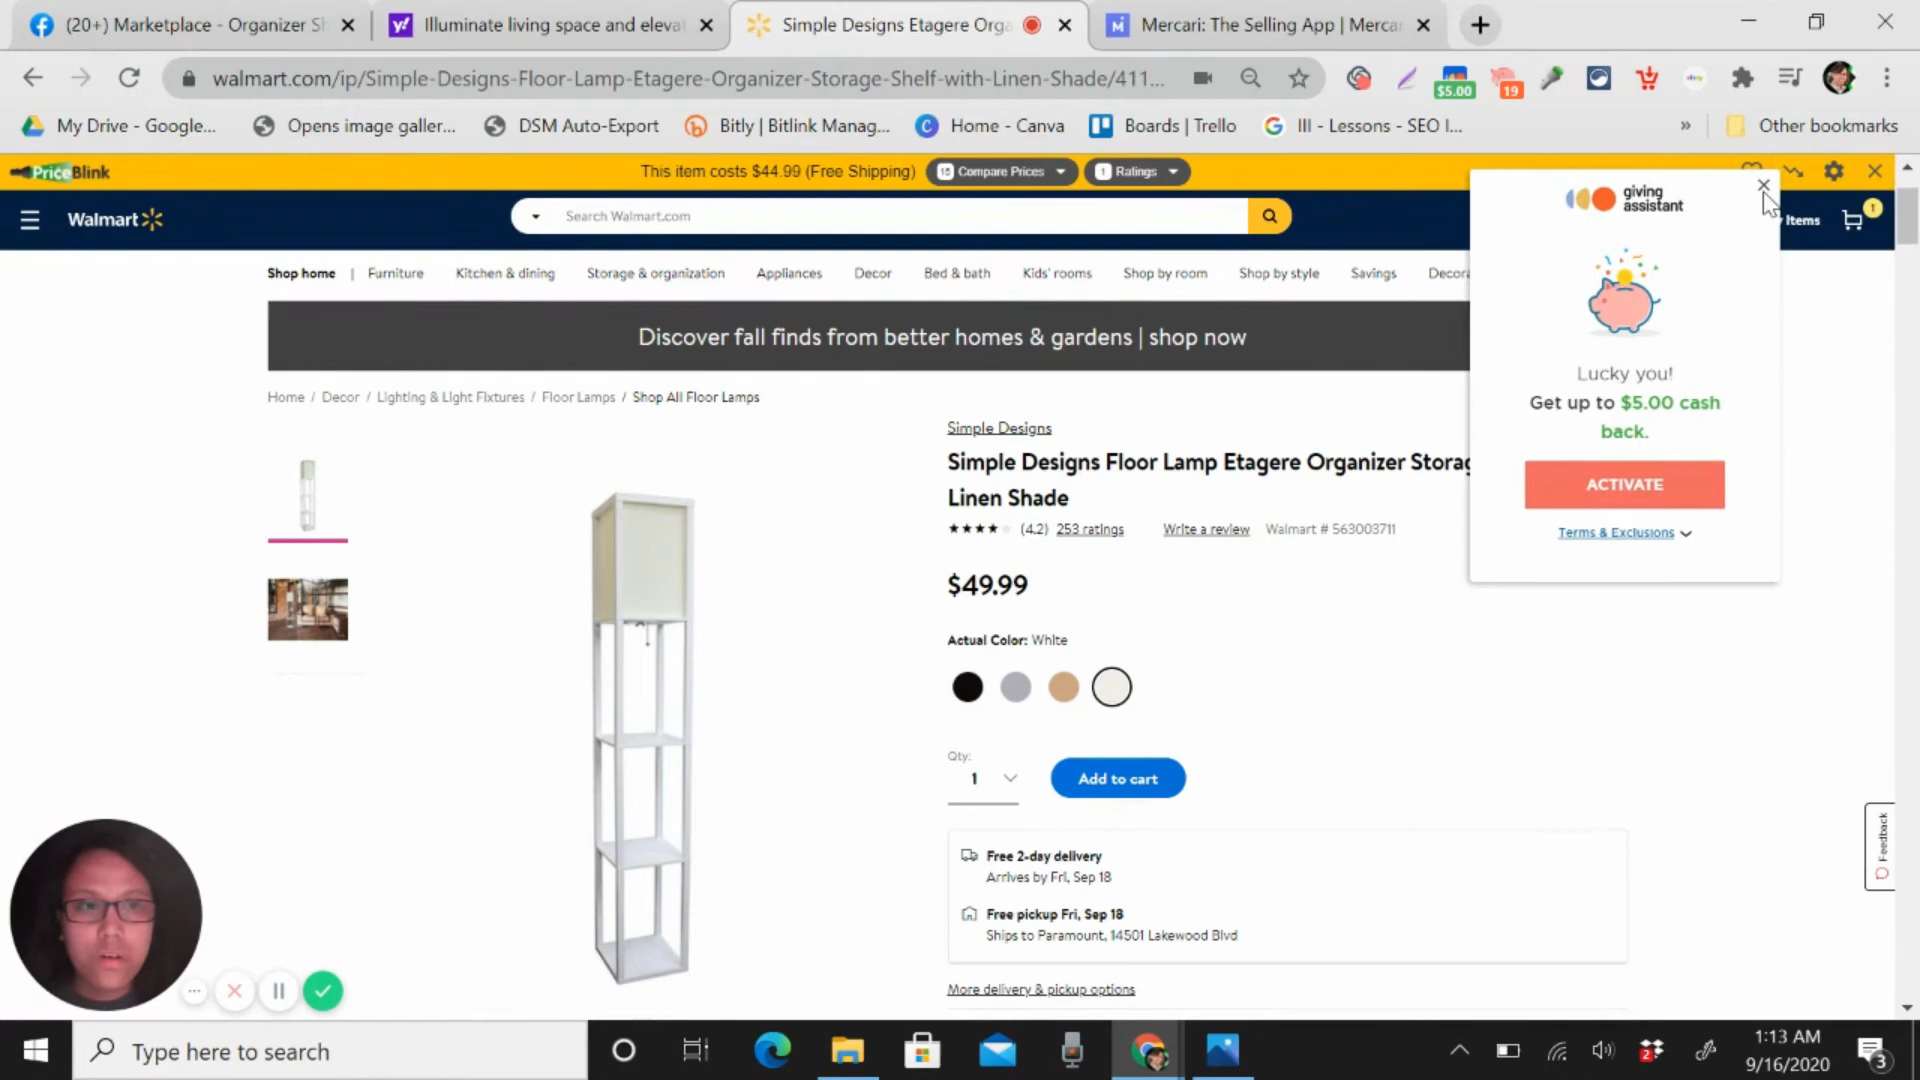 (20+) Marketplace - Organizer Sh
Illuminate living space and eleva
Simple Designs Etagere Orga
Mercari: The Selling App | Merca
walmart.com/ip/Simple-Designs-Floor-Lamp-Etagere-Organizer-Storage-Shelf-with-Linen-Shade/411...
$5.00
19
My Drive - Google...
Opens image galler...
DSM Auto-Export
Bitly | Bitlink Manag...
Home - Canva
Boards | Trello
III - Lessons - SEO I...
»
Other bookmarks
PriceBlink
This item costs $44.99 (Free Shipping)
15 Compare Prices
1 Ratings
Walmart
Search Walmart.com
Items
1
giving
assistant
Shop home | Furniture Kitchen & dining Storage & organization Appliances Decor Bed & bath Kids' rooms Shop by room Shop by style Savings Decora
Discover fall finds from better homes & gardens | shop now
Lucky you!
Get up to $5.00 cash
back.
ACTIVATE
Terms & Exclusions
Home / Decor / Lighting & Light Fixtures / Floor Lamps / Shop All Floor Lamps
Simple Designs
Simple Designs Floor Lamp Etagere Organizer Storag
Linen Shade
(4.2) 253 ratings Write a review Walmart # 563003711
$49.99
Actual Color: White
Qty:
1
Add to cart
Free 2-day delivery
Arrives by Fri, Sep 18
Free pickup Fri, Sep 18
Ships to Paramount, 14501 Lakewood Blvd
More delivery & pickup options
Feedback
Type here to search
2
1:13 AM
9/16/2020
3